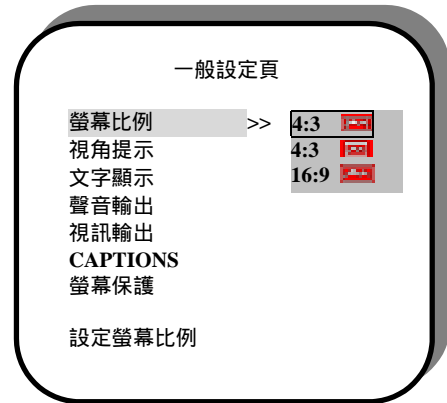 一般設定頁
螢幕比例 >> 4:3
視角提示 4:3
文字顯示 16:9
聲音輸出
視訊輸出
CAPTIONS
螢幕保護
設定螢幕比例